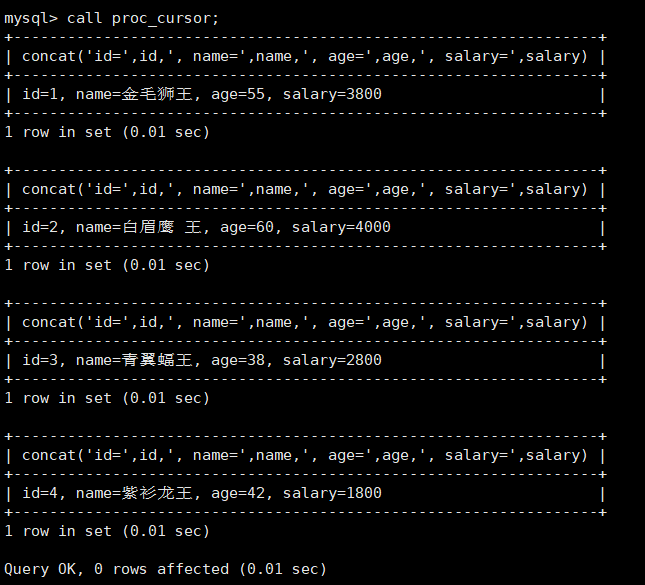 mysql> call proc_cursor;
+-----------------------------------------------------------------+
| concat('id=',id,', name=',name,', age=',age,', salary=',salary) |
+-----------------------------------------------------------------+
| id=1, name=金毛狮王, age=55, salary=3800                        |
+-----------------------------------------------------------------+
1 row in set (0.01 sec)

+-----------------------------------------------------------------+
| concat('id=',id,', name=',name,', age=',age,', salary=',salary) |
+-----------------------------------------------------------------+
| id=2, name=白眉鹰 王, age=60, salary=4000                       |
+-----------------------------------------------------------------+
1 row in set (0.01 sec)

+-----------------------------------------------------------------+
| concat('id=',id,', name=',name,', age=',age,', salary=',salary) |
+-----------------------------------------------------------------+
| id=3, name=青翼蝠王, age=38, salary=2800                        |
+-----------------------------------------------------------------+
1 row in set (0.01 sec)

+-----------------------------------------------------------------+
| concat('id=',id,', name=',name,', age=',age,', salary=',salary) |
+-----------------------------------------------------------------+
| id=4, name=紫衫龙王, age=42, salary=1800                        |
+-----------------------------------------------------------------+
1 row in set (0.01 sec)

Query OK, 0 rows affected (0.01 sec)